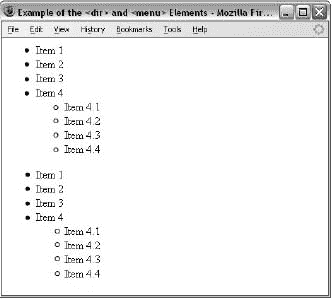 Example of the <dir> and <menu> Elements - Mozilla Fir...
File Edit View History Bookmarks Tools Help
Item 1
Item 2
Item 3
Item 4
Item 4.1
Item 4.2
Item 4.3
Item 4.4
Item 1
Item 2
Item 3
Item 4
Item 4.1
Item 4.2
Item 4.3
Item 4.4